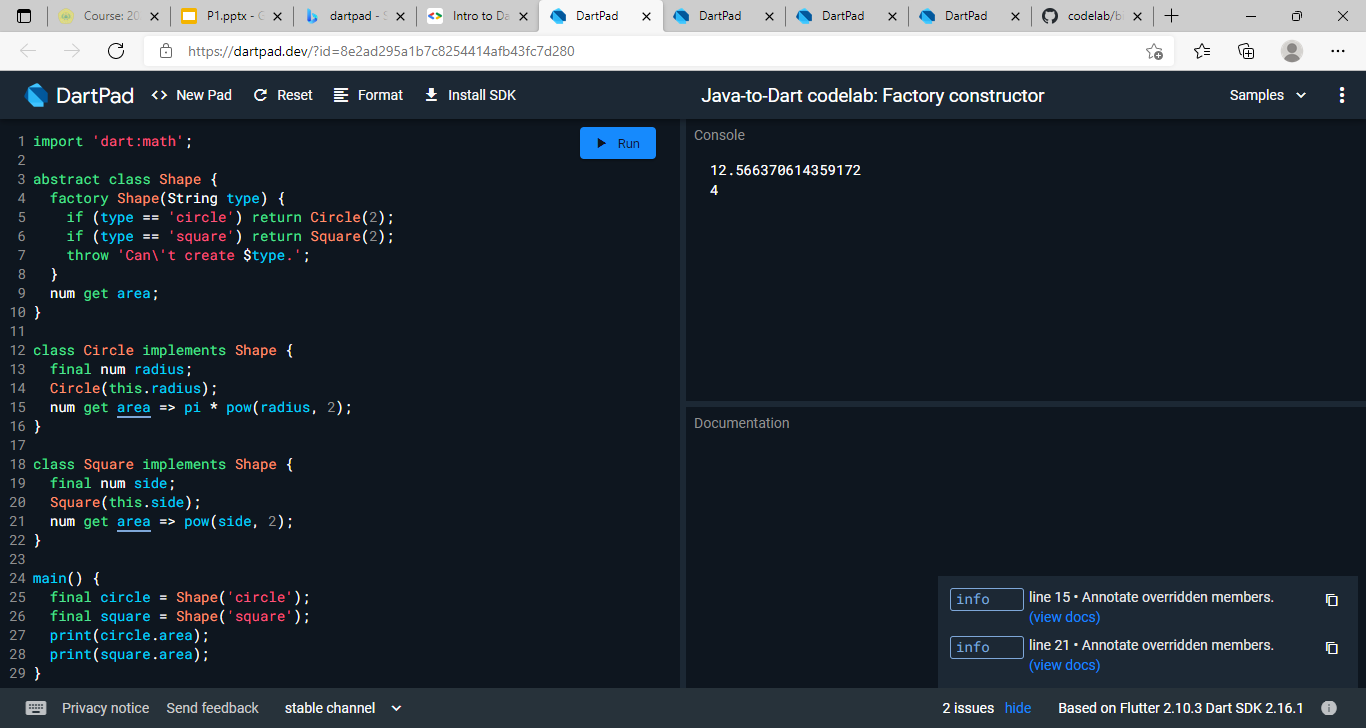 Course: 20
P1.pptx - G
dartpad - S
Intro to Da
DartPad
DartPad
DartPad
DartPad
codelab/b
https://dartpad.dev/?id=8e2ad295a1b7c8254414afb43fc7d280
DartPad
<> New Pad
Reset
Format
Install SDK
Java-to-Dart codelab: Factory constructor
Samples
Run
1 import 'dart:math';
2
3 abstract class Shape {
4   factory Shape(String type) {
5     if (type == 'circle') return Circle(2);
6     if (type == 'square') return Square(2);
7     throw 'Can\'t create $type.';
8   }
9   num get area;
10 }
11
12 class Circle implements Shape {
13   final num radius;
14   Circle(this.radius);
15   num get area => pi * pow(radius, 2);
16 }
17
18 class Square implements Shape {
19   final num side;
20   Square(this.side);
21   num get area => pow(side, 2);
22 }
23
24 main() {
25   final circle = Shape('circle');
26   final square = Shape('square');
27   print(circle.area);
28   print(square.area);
29 }
Console
12.566370614359172
4
Documentation
info line 15 • Annotate overridden members.
(view docs)
info line 21 • Annotate overridden members.
(view docs)
Privacy notice
Send feedback
stable channel
2 issues hide
Based on Flutter 2.10.3 Dart SDK 2.16.1